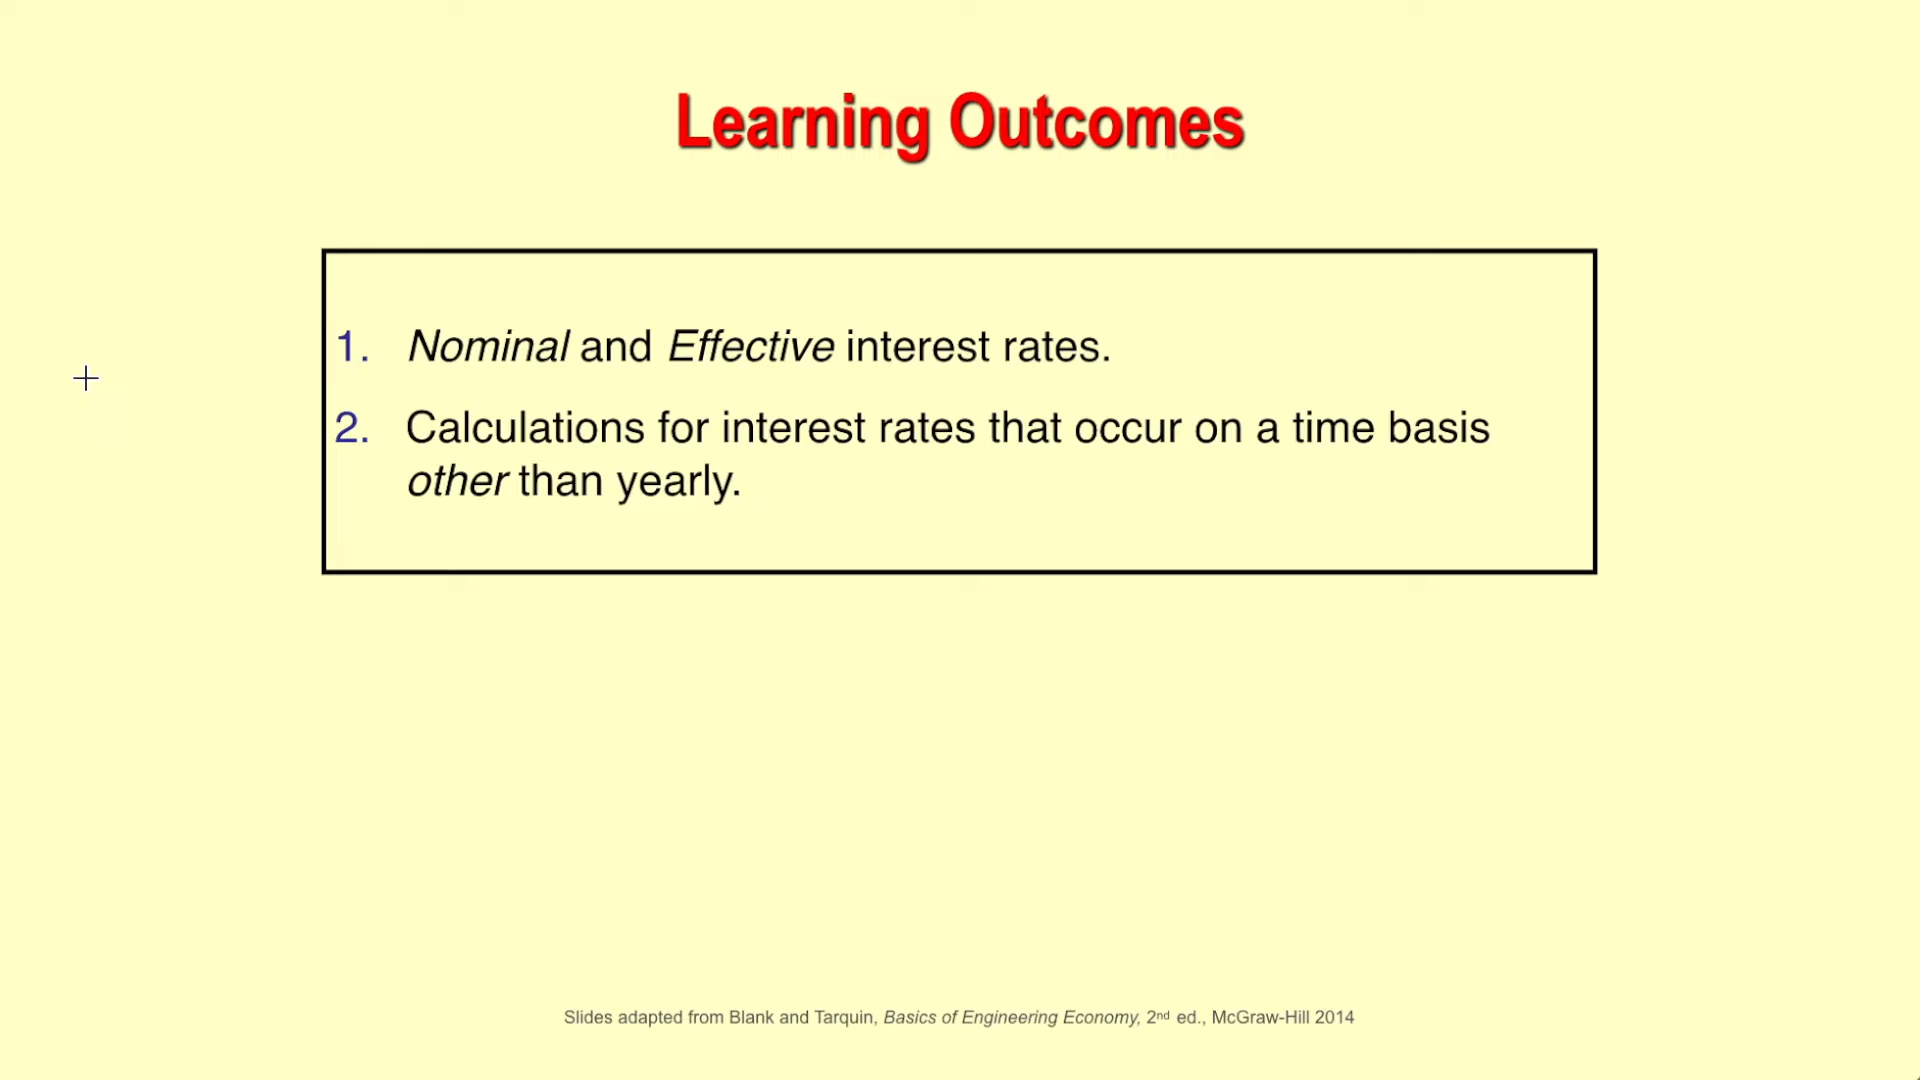 Learning Outcomes
1. Nominal and Effective interest rates.
2. Calculations for interest rates that occur on a time basis
other than yearly.
Slides adapted from Blank and Tarquin, Basics of Engineering Economy, 2nd ed., McGraw-Hill 2014